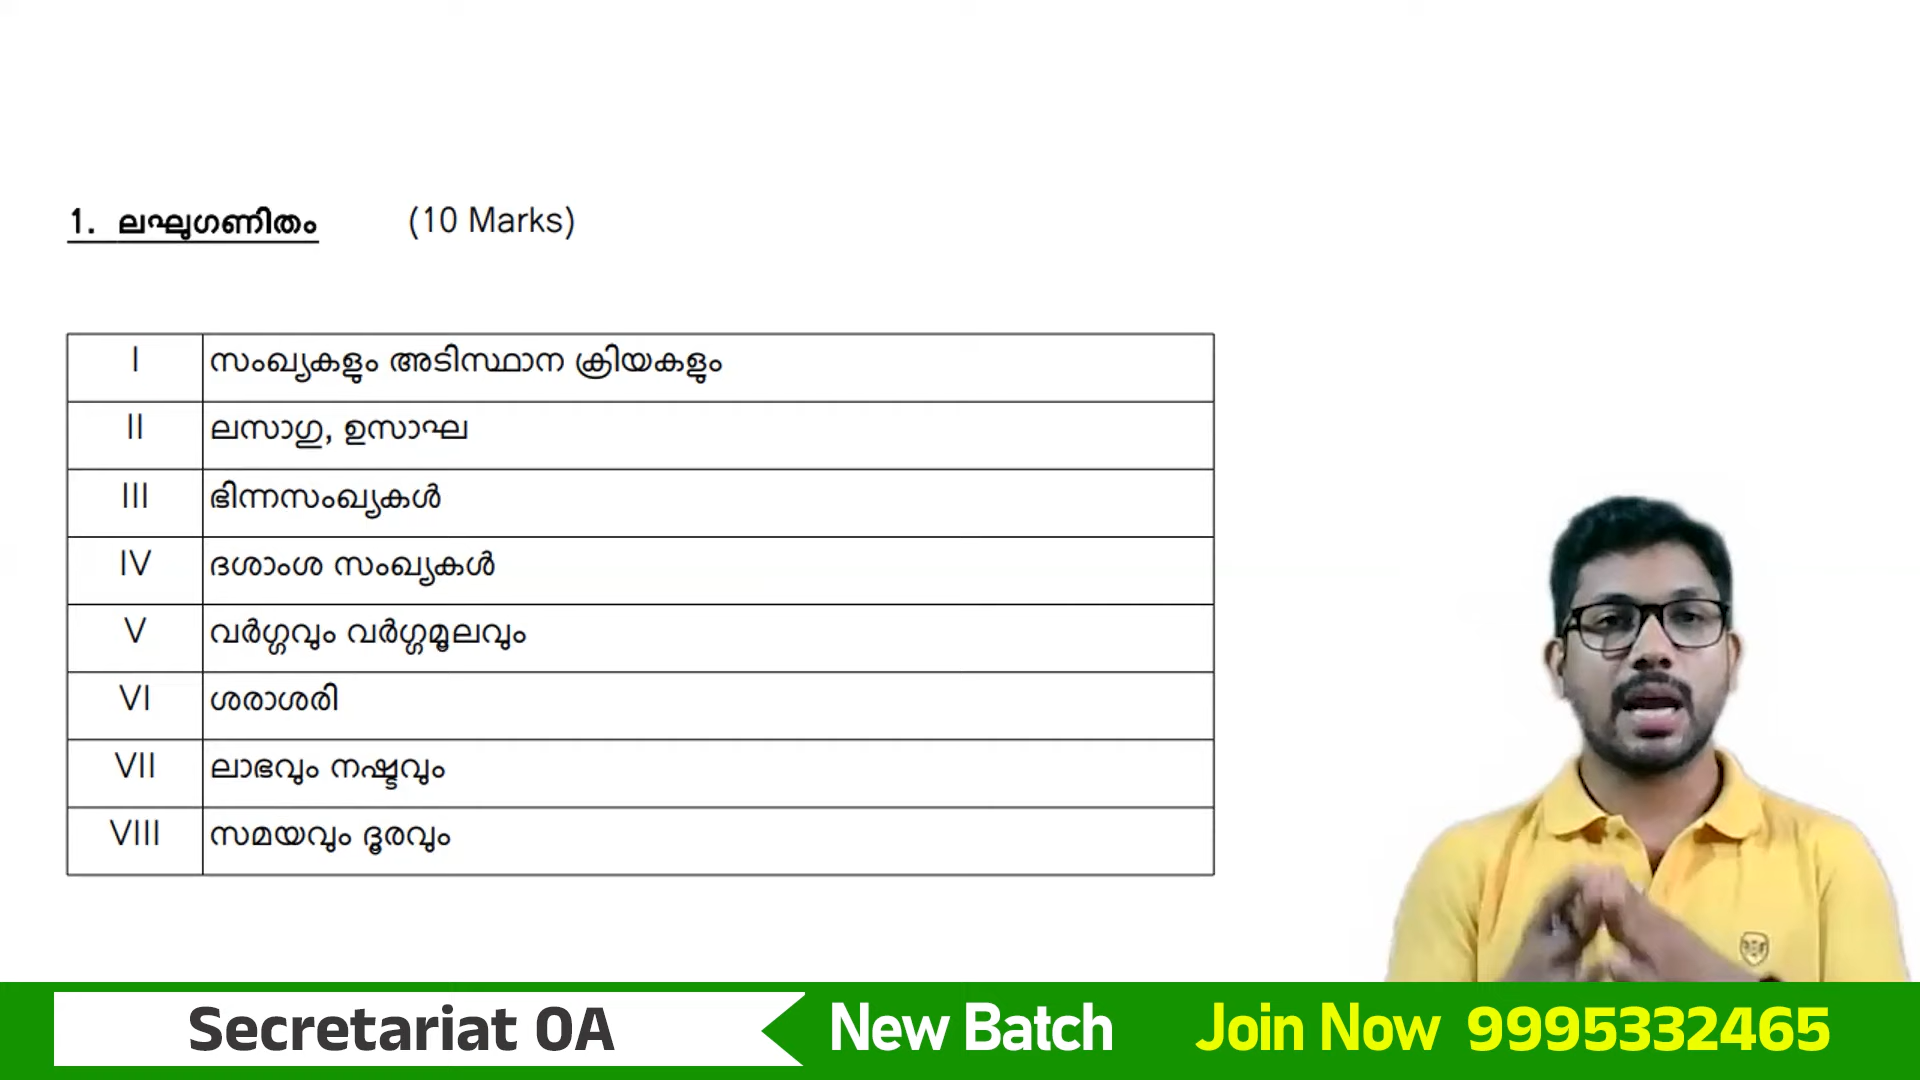 1. ലഘുഗണിതം (10 Marks)
I സംഖ്യകളും അടിസ്ഥാന ക്രിയകളും
II ലസാഗു, ഉസാഘ
III ഭിന്നസംഖ്യകൾ
IV ദശാംശ സംഖ്യകൾ
V വർഗ്ഗവും വർഗ്ഗമൂലവും
VI ശരാശരി
VII ലാഭവും നഷ്ടവും
VIII സമയവും ദൂരവും
Secretariat OA New Batch Join Now 9995332465